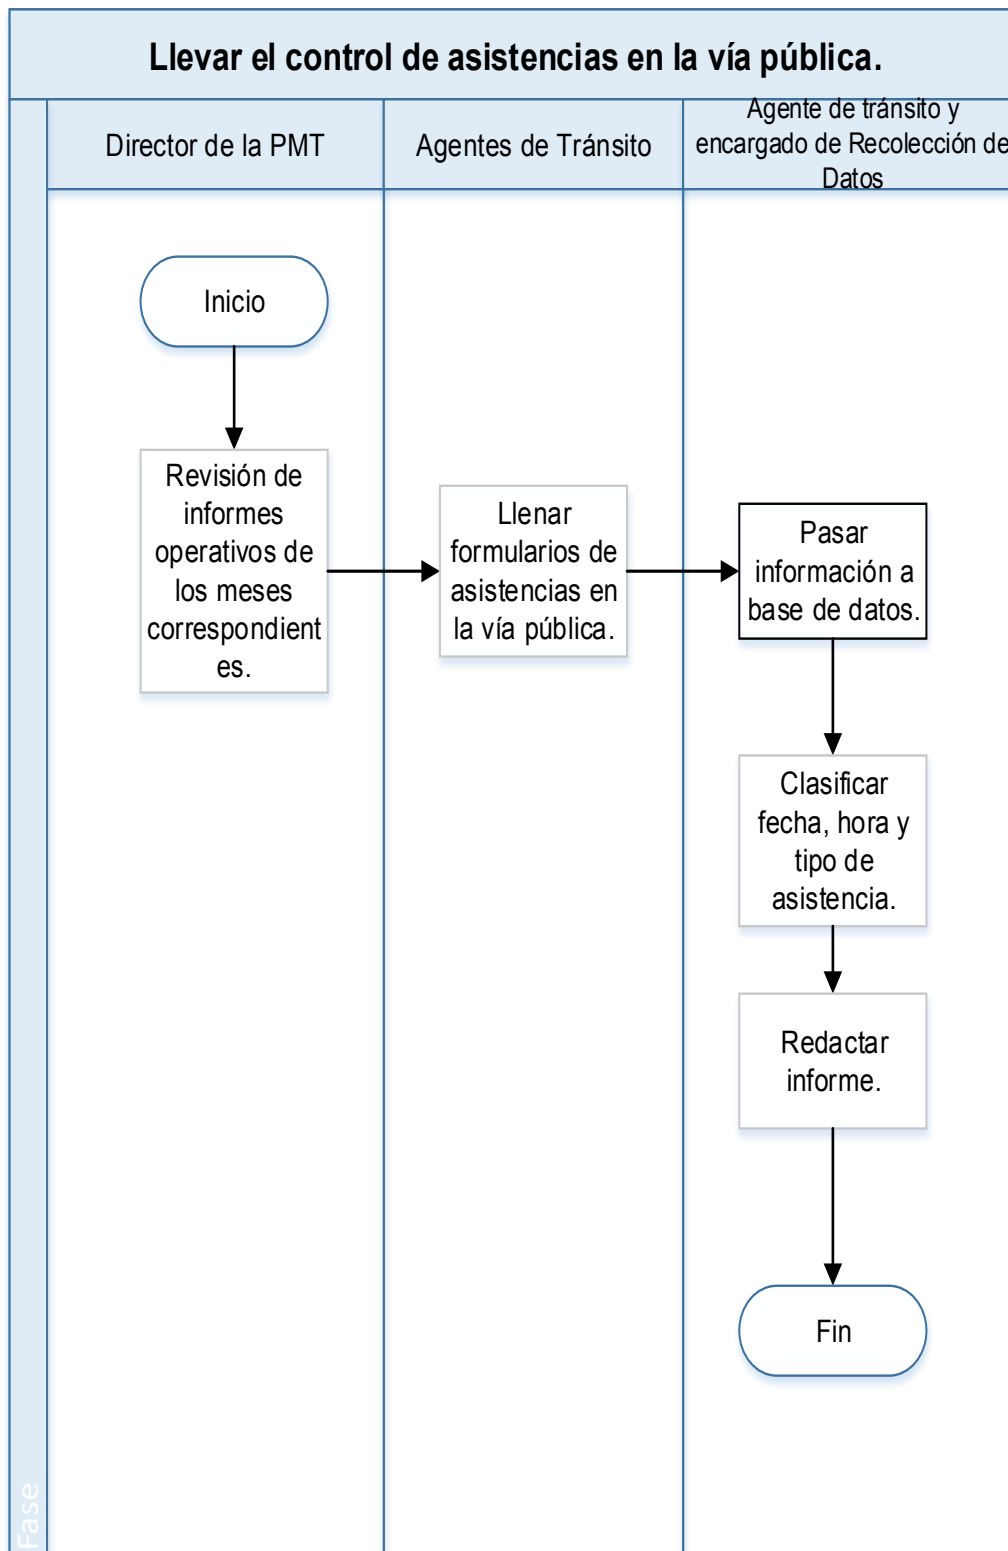 Llevar el control de asistencias en la vía pública.
Director de la PMT
Agentes de Tránsito
Agente de tránsito y
encargado de Recolección de
Datos
Inicio
Revisión de
informes
operativos de
los meses
correspondient
es.
Llenar
formularios de
asistencias en
la vía pública.
Pasar
información a
base de datos.
Clasificar
fecha, hora y
tipo de
asistencia.
Redactar
informe.
Fin
Fase